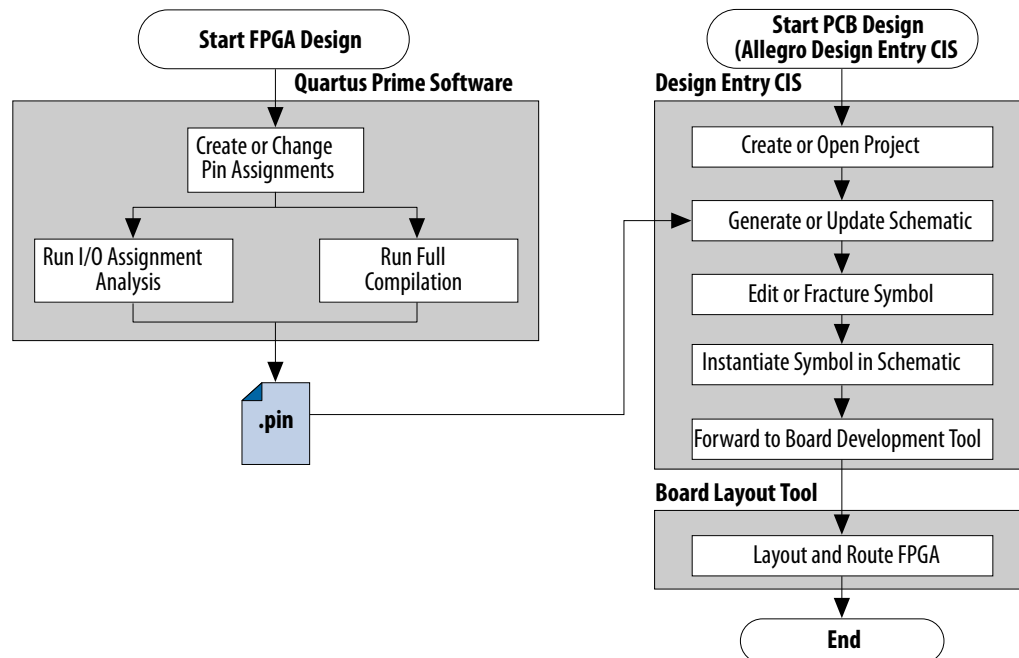 Start FPGA Design
Quartus Prime Software
Create or Change
Pin Assignments
Run I/O Assignment
Analysis
Run Full
Compilation
.pin
Start PCB Design
(Allegro Design Entry CIS
Design Entry CIS
Create or Open Project
Generate or Update Schematic
Edit or Fracture Symbol
Instantiate Symbol in Schematic
Forward to Board Development Tool
Board Layout Tool
Layout and Route FPGA
End